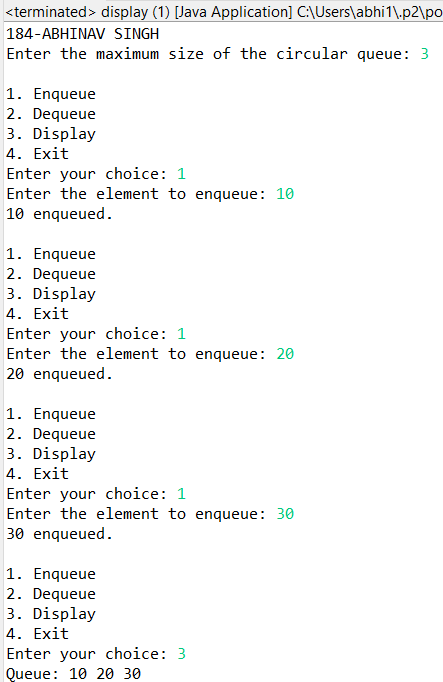 <terminated> display (1) [Java Application] C:\Users\abhi1\.p2\po
184-ABHINAV SINGH
Enter the maximum size of the circular queue: 3

1. Enqueue
2. Dequeue
3. Display
4. Exit
Enter your choice: 1
Enter the element to enqueue: 10
10 enqueued.

1. Enqueue
2. Dequeue
3. Display
4. Exit
Enter your choice: 1
Enter the element to enqueue: 20
20 enqueued.

1. Enqueue
2. Dequeue
3. Display
4. Exit
Enter your choice: 1
Enter the element to enqueue: 30
30 enqueued.

1. Enqueue
2. Dequeue
3. Display
4. Exit
Enter your choice: 3
Queue: 10 20 30